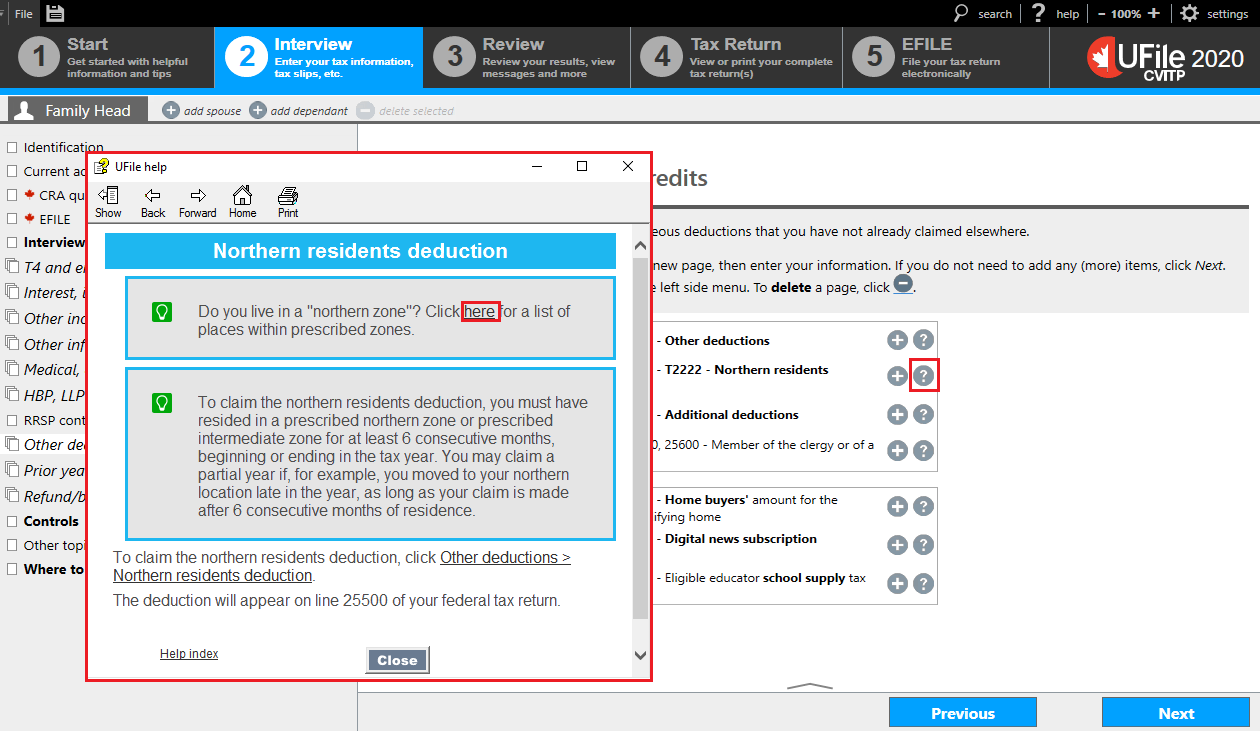 File
search
help
− 100% +
settings
1
Start
Get started with helpful
information and tips
2
Interview
Enter your tax information,
tax slips, etc.
3
Review
Review your results, view
messages and more
4
Tax Return
View or print your complete
tax return(s)
5
EFILE
File your tax return
electronically
UFile 2020
CVITP
Family Head
add spouse
add dependant
delete selected
Identification
Current
CRA
EFILE
Interview
T4 and
Interest,
Other
Other
Medical,
HBP, LLP
RRSP
Other
Prior
Controls
Other
Where to
UFile help
Show
Back
Forward
Home
Print
Northern residents deduction
Do you live in a "northern zone"? Click here for a list of
places within prescribed zones.
To claim the northern residents deduction, you must have
resided in a prescribed northern zone or prescribed
intermediate zone for at least 6 consecutive months,
beginning or ending in the tax year. You may claim a
partial year if, for example, you moved to your northern
location late in the year, as long as your claim is made
after 6 consecutive months of residence.
To claim the northern residents deduction, click Other deductions >
Northern residents deduction.
The deduction will appear on line 25500 of your federal tax return.
Help index
Close
redits
eous deductions that you have not already claimed elsewhere.
new page, then enter your information. If you do not need to add any (more) items, click Next.
left side menu. To delete a page, click
- Other deductions
- T2222 - Northern residents
- Additional deductions
0, 25600 - Member of the clergy or of a
- Home buyers' amount for the
ifying home
- Digital news subscription
- Eligible educator school supply tax
Previous
Next